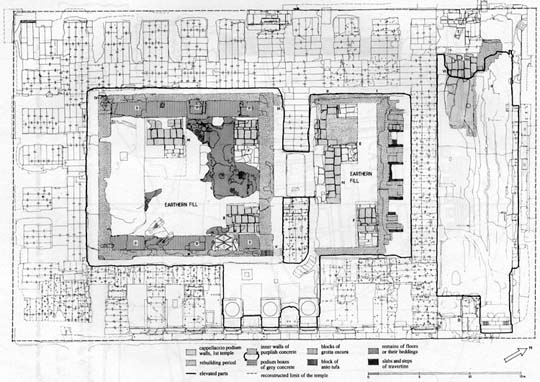 EARTHERN FILL
EARTHERN
FILL
cappellaccio podium
walls, 1st temple
rebuilding period
elevated parts
inner walls of
purplish concrete
podium boxes
of grey concrete
reconstructed limit of the temple
blocks of
grotta oscura
block of
anio tufa
remains of floors
or their beddings
slabs and steps
of travertine
N